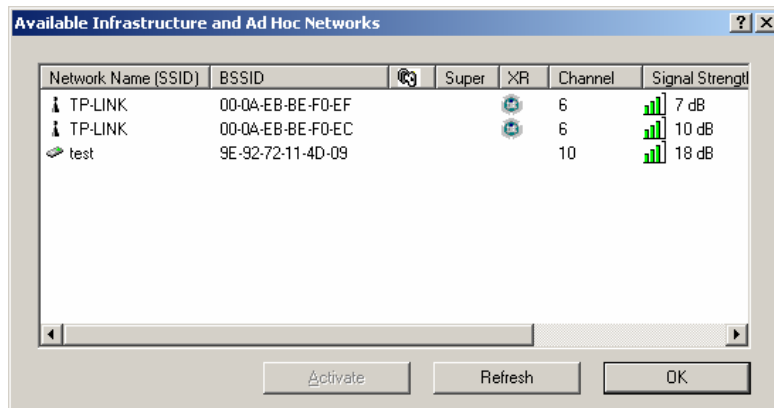 Available Infrastructure and Ad Hoc Networks
Network Name (SSID) BSSID Super XR Channel Signal Strengtl
TP-LINK 00-0A-EB-BE-F0-EF 6 7 dB
TP-LINK 00-0A-EB-BE-F0-EC 6 10 dB
test 9E-92-72-11-4D-09 10 18 dB
Activate Refresh OK